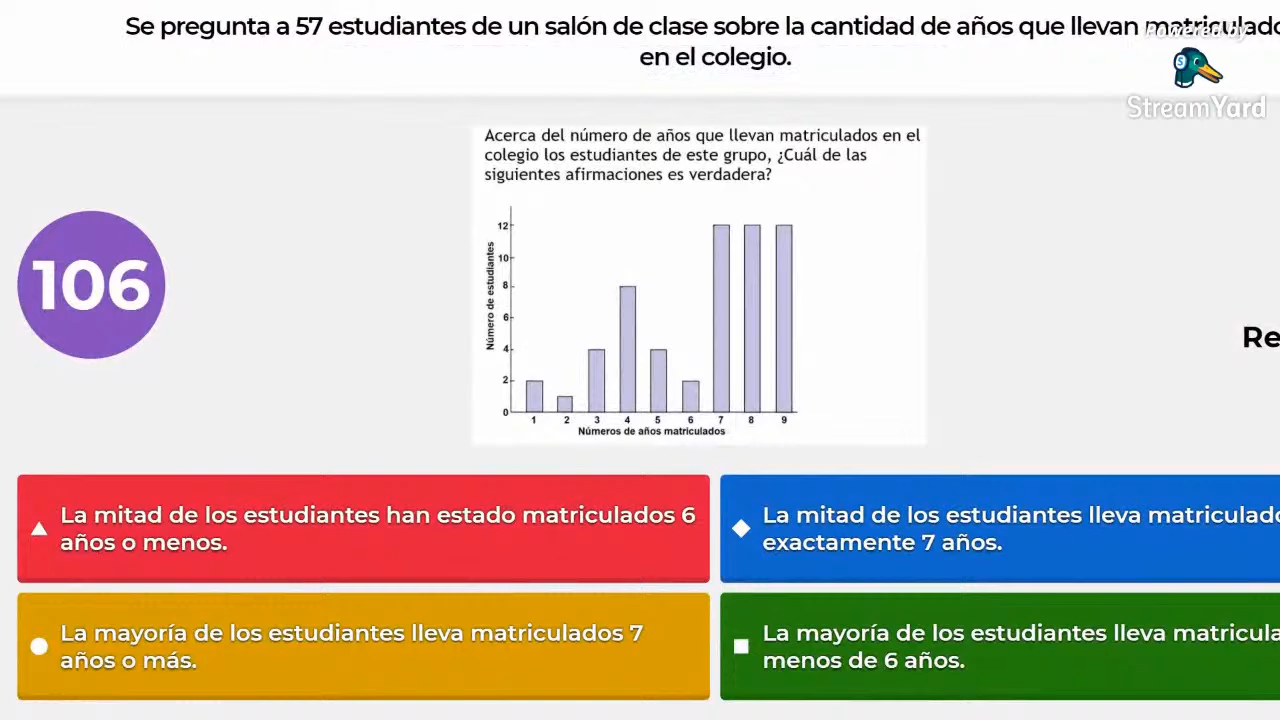 Se pregunta a 57 estudiantes de un salón de clase sobre la cantidad de años que llevan matriculado
en el colegio.
Powered by
StreamYard
Acerca del número de años que llevan matriculados en el
colegio los estudiantes de este grupo, ¿Cuál de las
siguientes afirmaciones es verdadera?
106
Número de estudiantes
12
10
8
6
4
2
0
1 2 3 4 5 6 7 8 9
Números de años matriculados
Re
La mitad de los estudiantes han estado matriculados 6
años o menos.
La mitad de los estudiantes lleva matriculado
exactamente 7 años.
La mayoría de los estudiantes lleva matriculados 7
años o más.
La mayoría de los estudiantes lleva matricula
menos de 6 años.